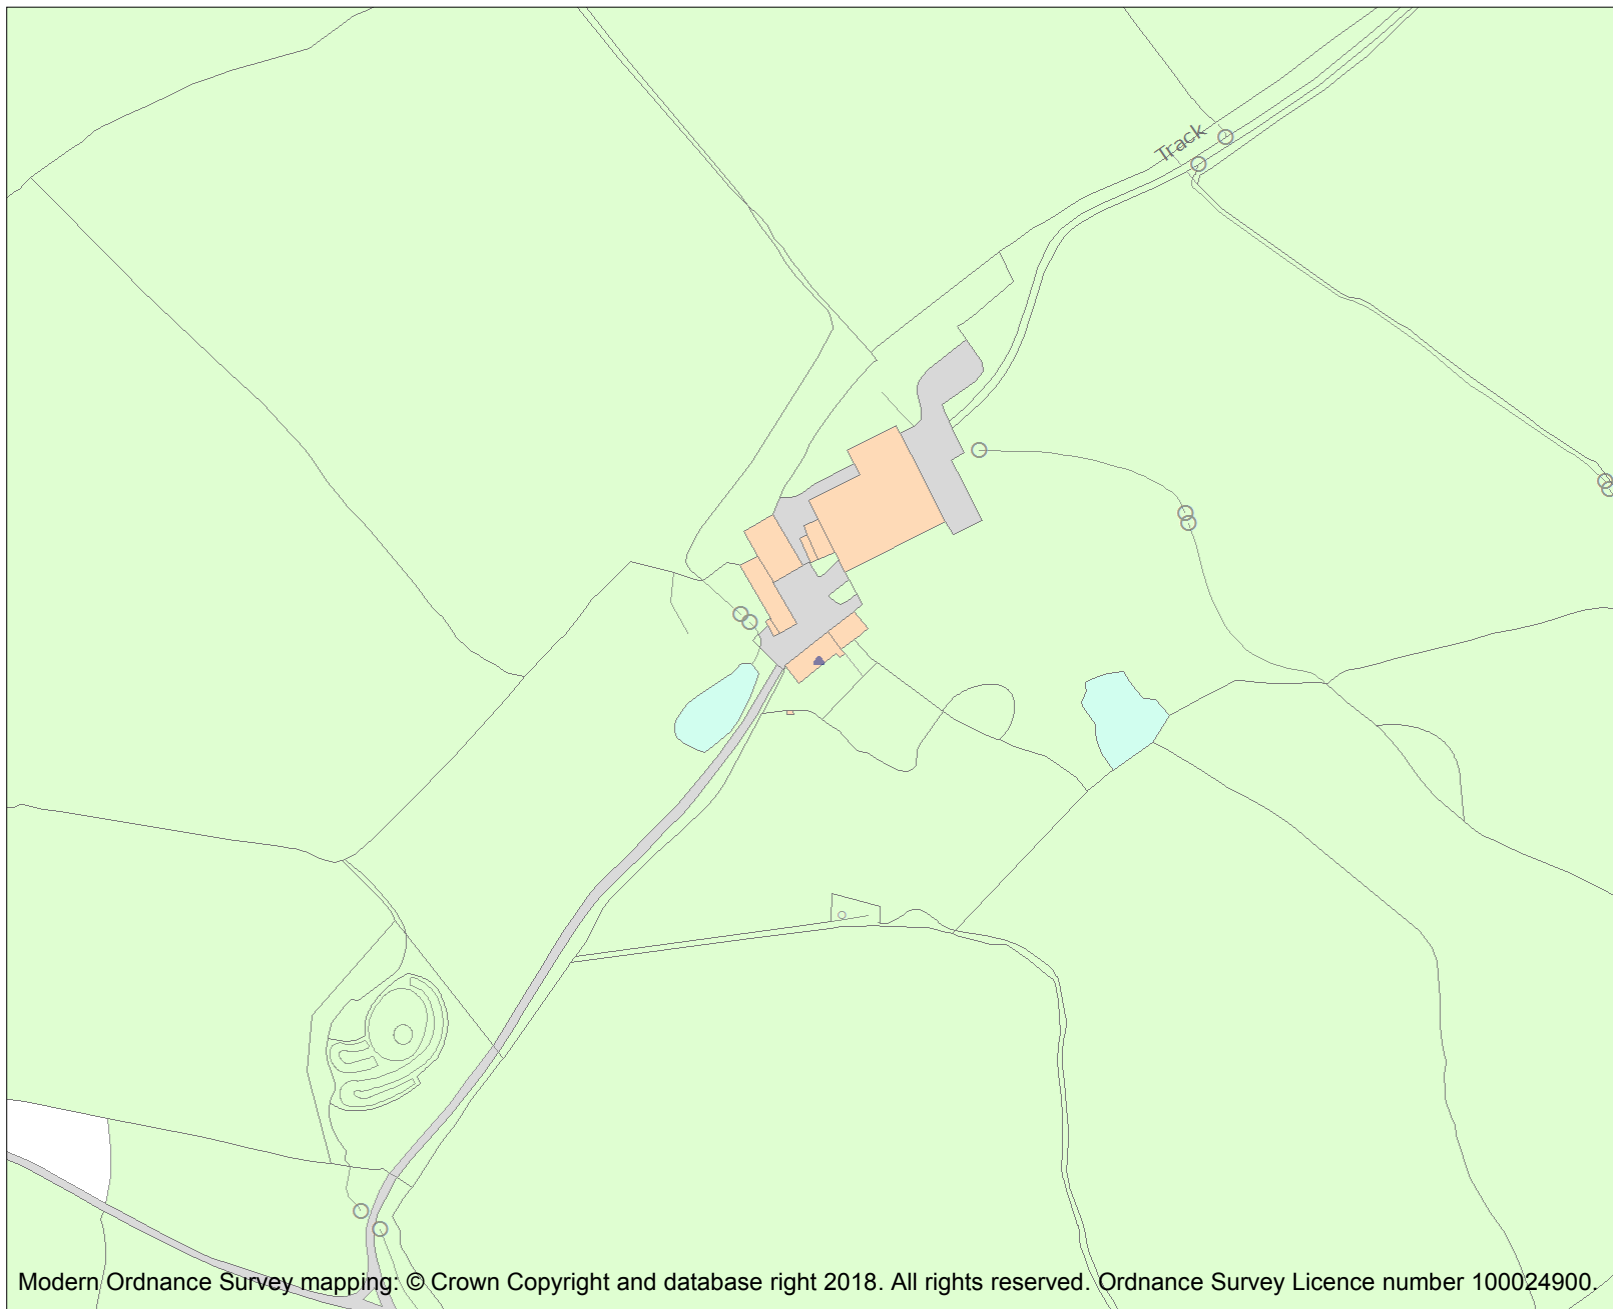 Track
Modern Ordnance Survey mapping: © Crown Copyright and database right 2018. All rights reserved. Ordnance Survey Licence number 100024900.